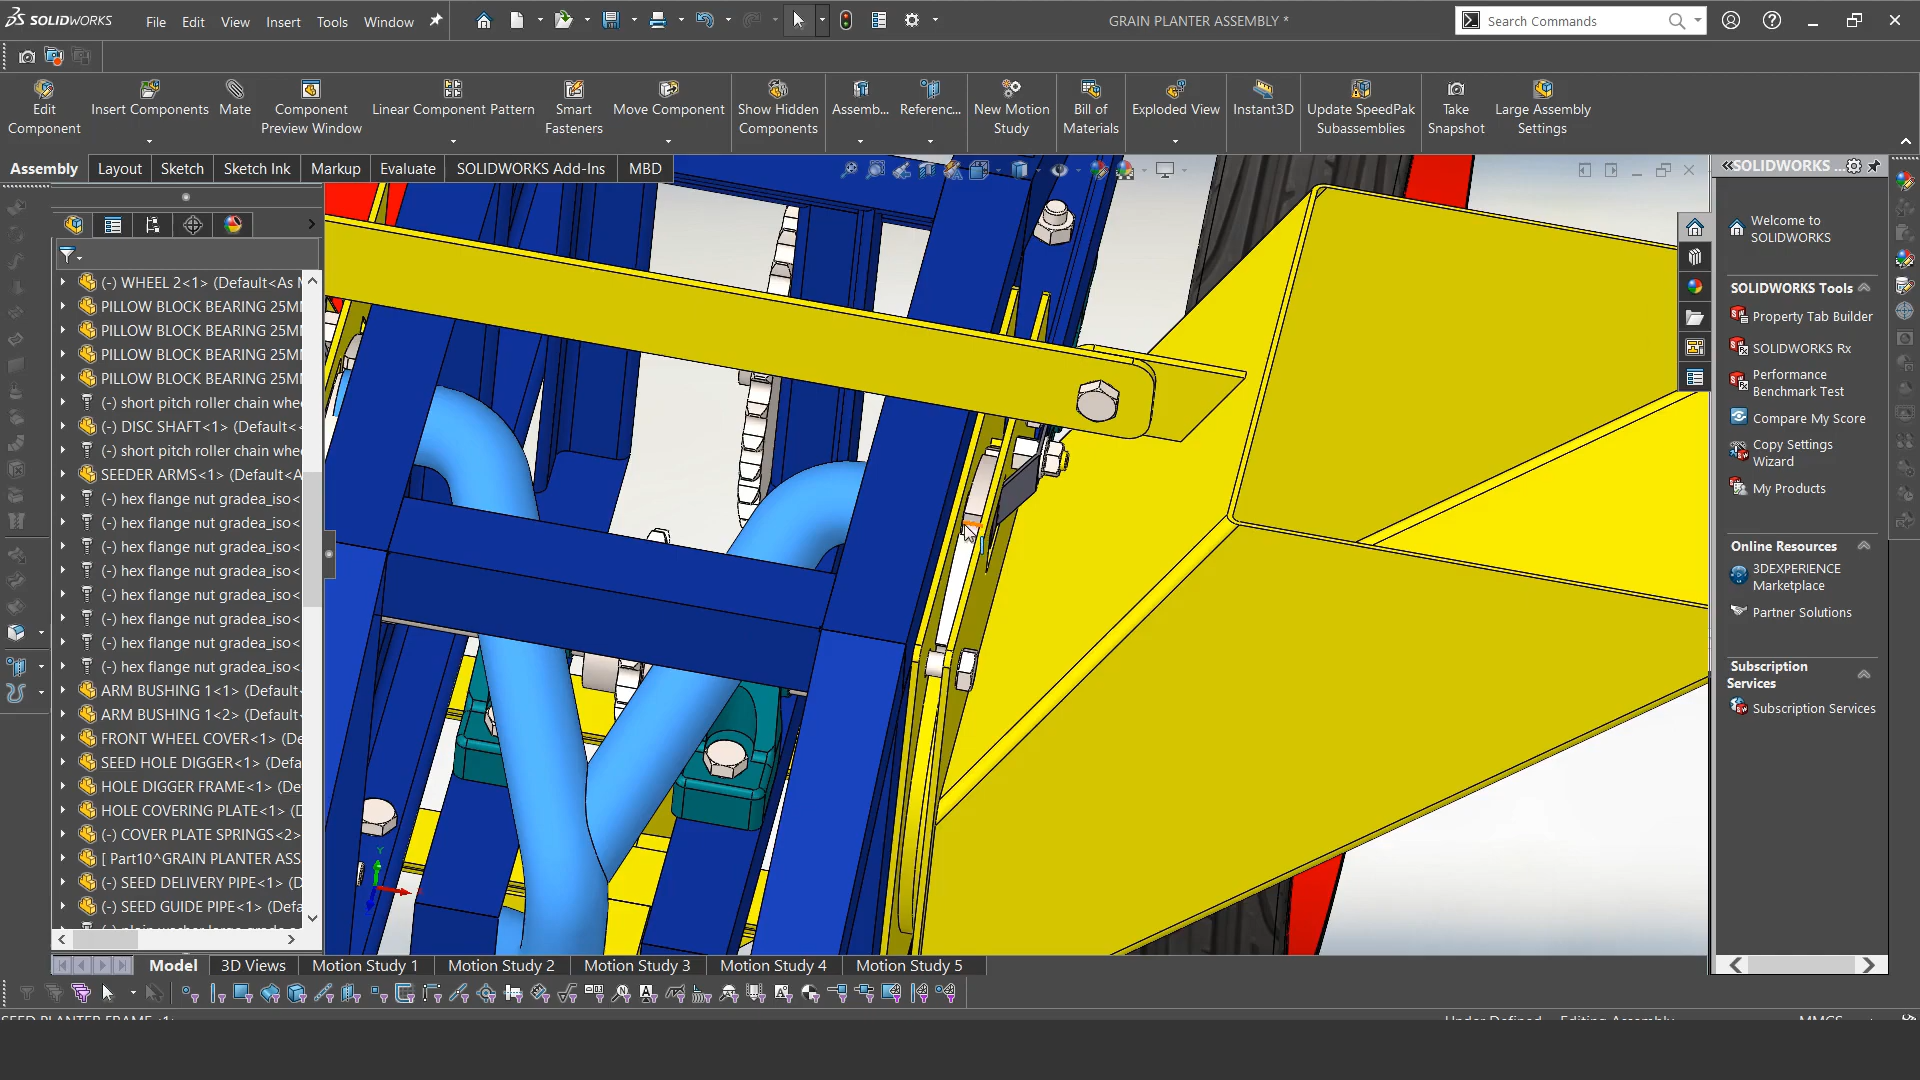 SOLIDWORKS
File Edit View Insert Tools Window
GRAIN PLANTER ASSEMBLY *
Search Commands
Edit Component
Insert Components
Mate
Component Preview Window
Linear Component Pattern
Smart Fasteners
Move Component
Show Hidden Components
Assemb...
Referenc...
New Motion Study
Bill of Materials
Exploded View
Instant3D
Update SpeedPak Subassemblies
Take Snapshot
Large Assembly Settings
Assembly Layout Sketch Sketch Ink Markup Evaluate SOLIDWORKS Add-Ins MBD
(-) WHEEL 2<1> (Default<As M
PILLOW BLOCK BEARING 25MM
PILLOW BLOCK BEARING 25MM
PILLOW BLOCK BEARING 25MM
PILLOW BLOCK BEARING 25MM
(-) short pitch roller chain whee
(-) DISC SHAFT<1> (Default<<
(-) short pitch roller chain whee
SEEDER ARMS<1> (Default<A
(-) hex flange nut gradea_iso<
(-) hex flange nut gradea_iso<
(-) hex flange nut gradea_iso<
(-) hex flange nut gradea_iso<
(-) hex flange nut gradea_iso<
(-) hex flange nut gradea_iso<
(-) hex flange nut gradea_iso<
(-) hex flange nut gradea_iso<
ARM BUSHING 1<1> (Default<
ARM BUSHING 1<2> (Default<
FRONT WHEEL COVER<1> (De
SEED HOLE DIGGER<1> (Defa
HOLE DIGGER FRAME<1> (De
HOLE COVERING PLATE<1> (D
(-) COVER PLATE SPRINGS<2>
[ Part10^GRAIN PLANTER ASS
(-) SEED DELIVERY PIPE<1> (D
(-) SEED GUIDE PIPE<1> (Defa
Y
SOLIDWORKS ...
Welcome to
SOLIDWORKS
SOLIDWORKS Tools
Property Tab Builder
SOLIDWORKS Rx
Performance
Benchmark Test
Compare My Score
Copy Settings
Wizard
My Products
Online Resources
3DEXPERIENCE
Marketplace
Partner Solutions
Subscription
Services
Subscription Services
Model 3D Views Motion Study 1 Motion Study 2 Motion Study 3 Motion Study 4 Motion Study 5